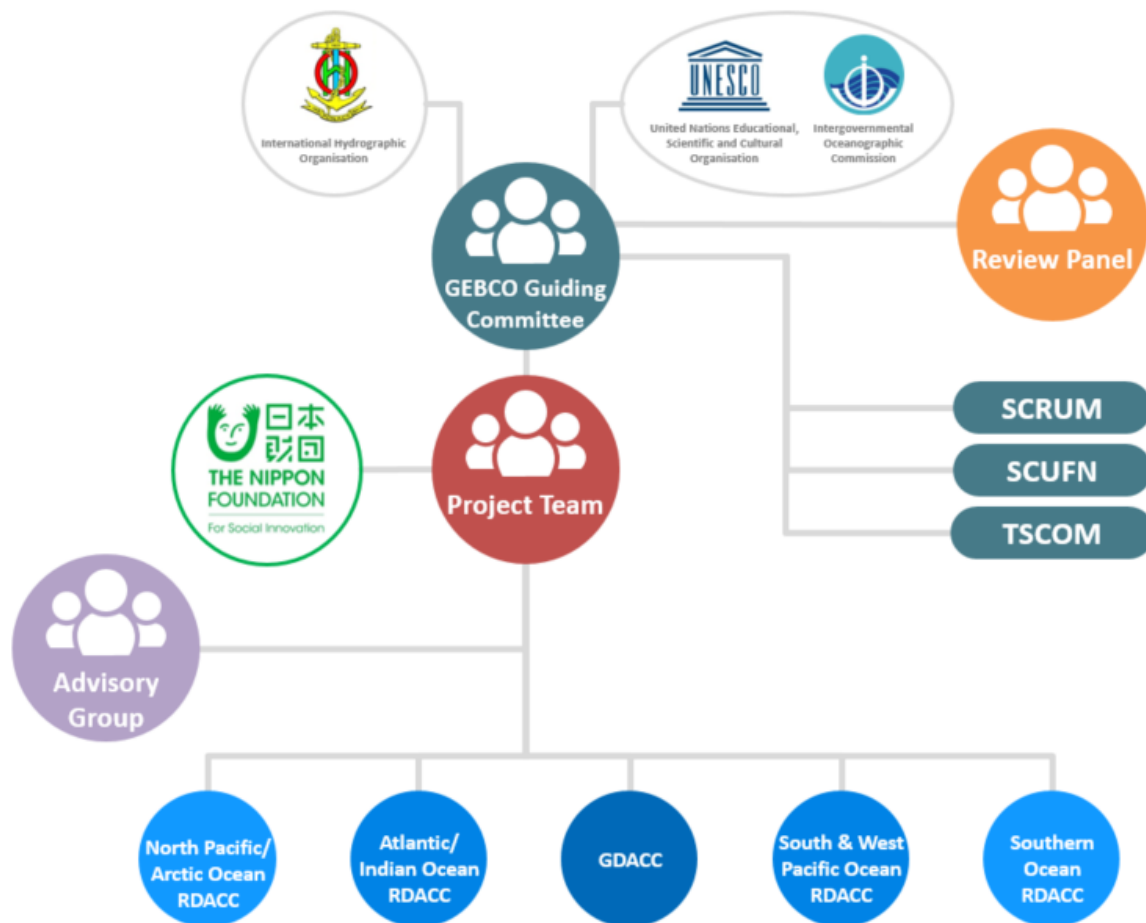 International Hydrographic
Organisation
UNESCO
United Nations Educational,
Scientific and Cultural
Organisation
Intergovernmental
Oceanographic
Commission
Review Panel
GEBCO Guiding
Committee
SCRUM
SCUFN
TSCOM
日本
財団
THE NIPPON
FOUNDATION
For Social Innovation
Project Team
Advisory
Group
North Pacific/
Arctic Ocean
RDACC
Atlantic/
Indian Ocean
RDACC
GDACC
South & West
Pacific Ocean
RDACC
Southern
Ocean
RDACC